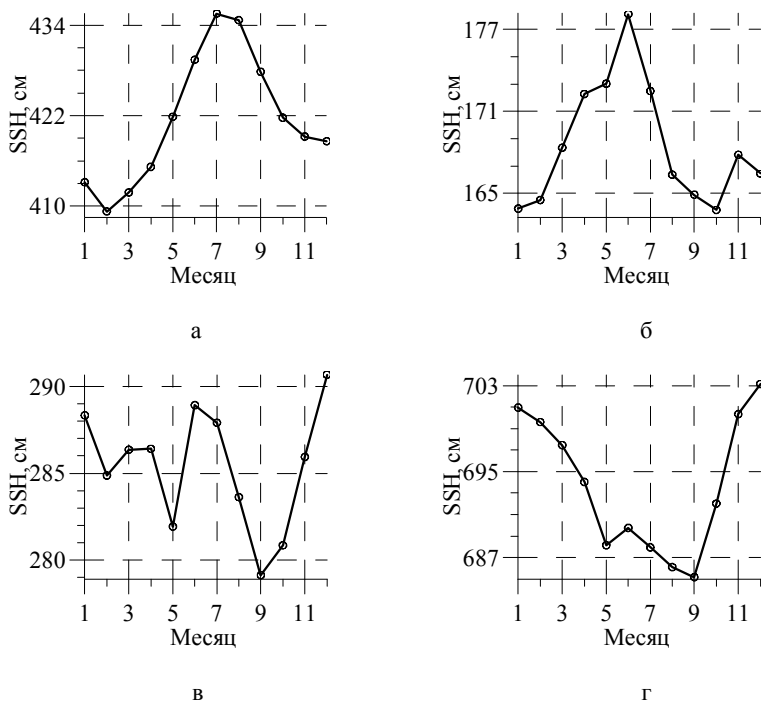 SSH, см
434
422
410
1 3 5 7 9 11
Месяц
а
SSH, см
177
171
165
1 3 5 7 9 11
Месяц
б
SSH, см
290
285
280
1 3 5 7 9 11
Месяц
в
SSH, см
703
695
687
1 3 5 7 9 11
Месяц
г